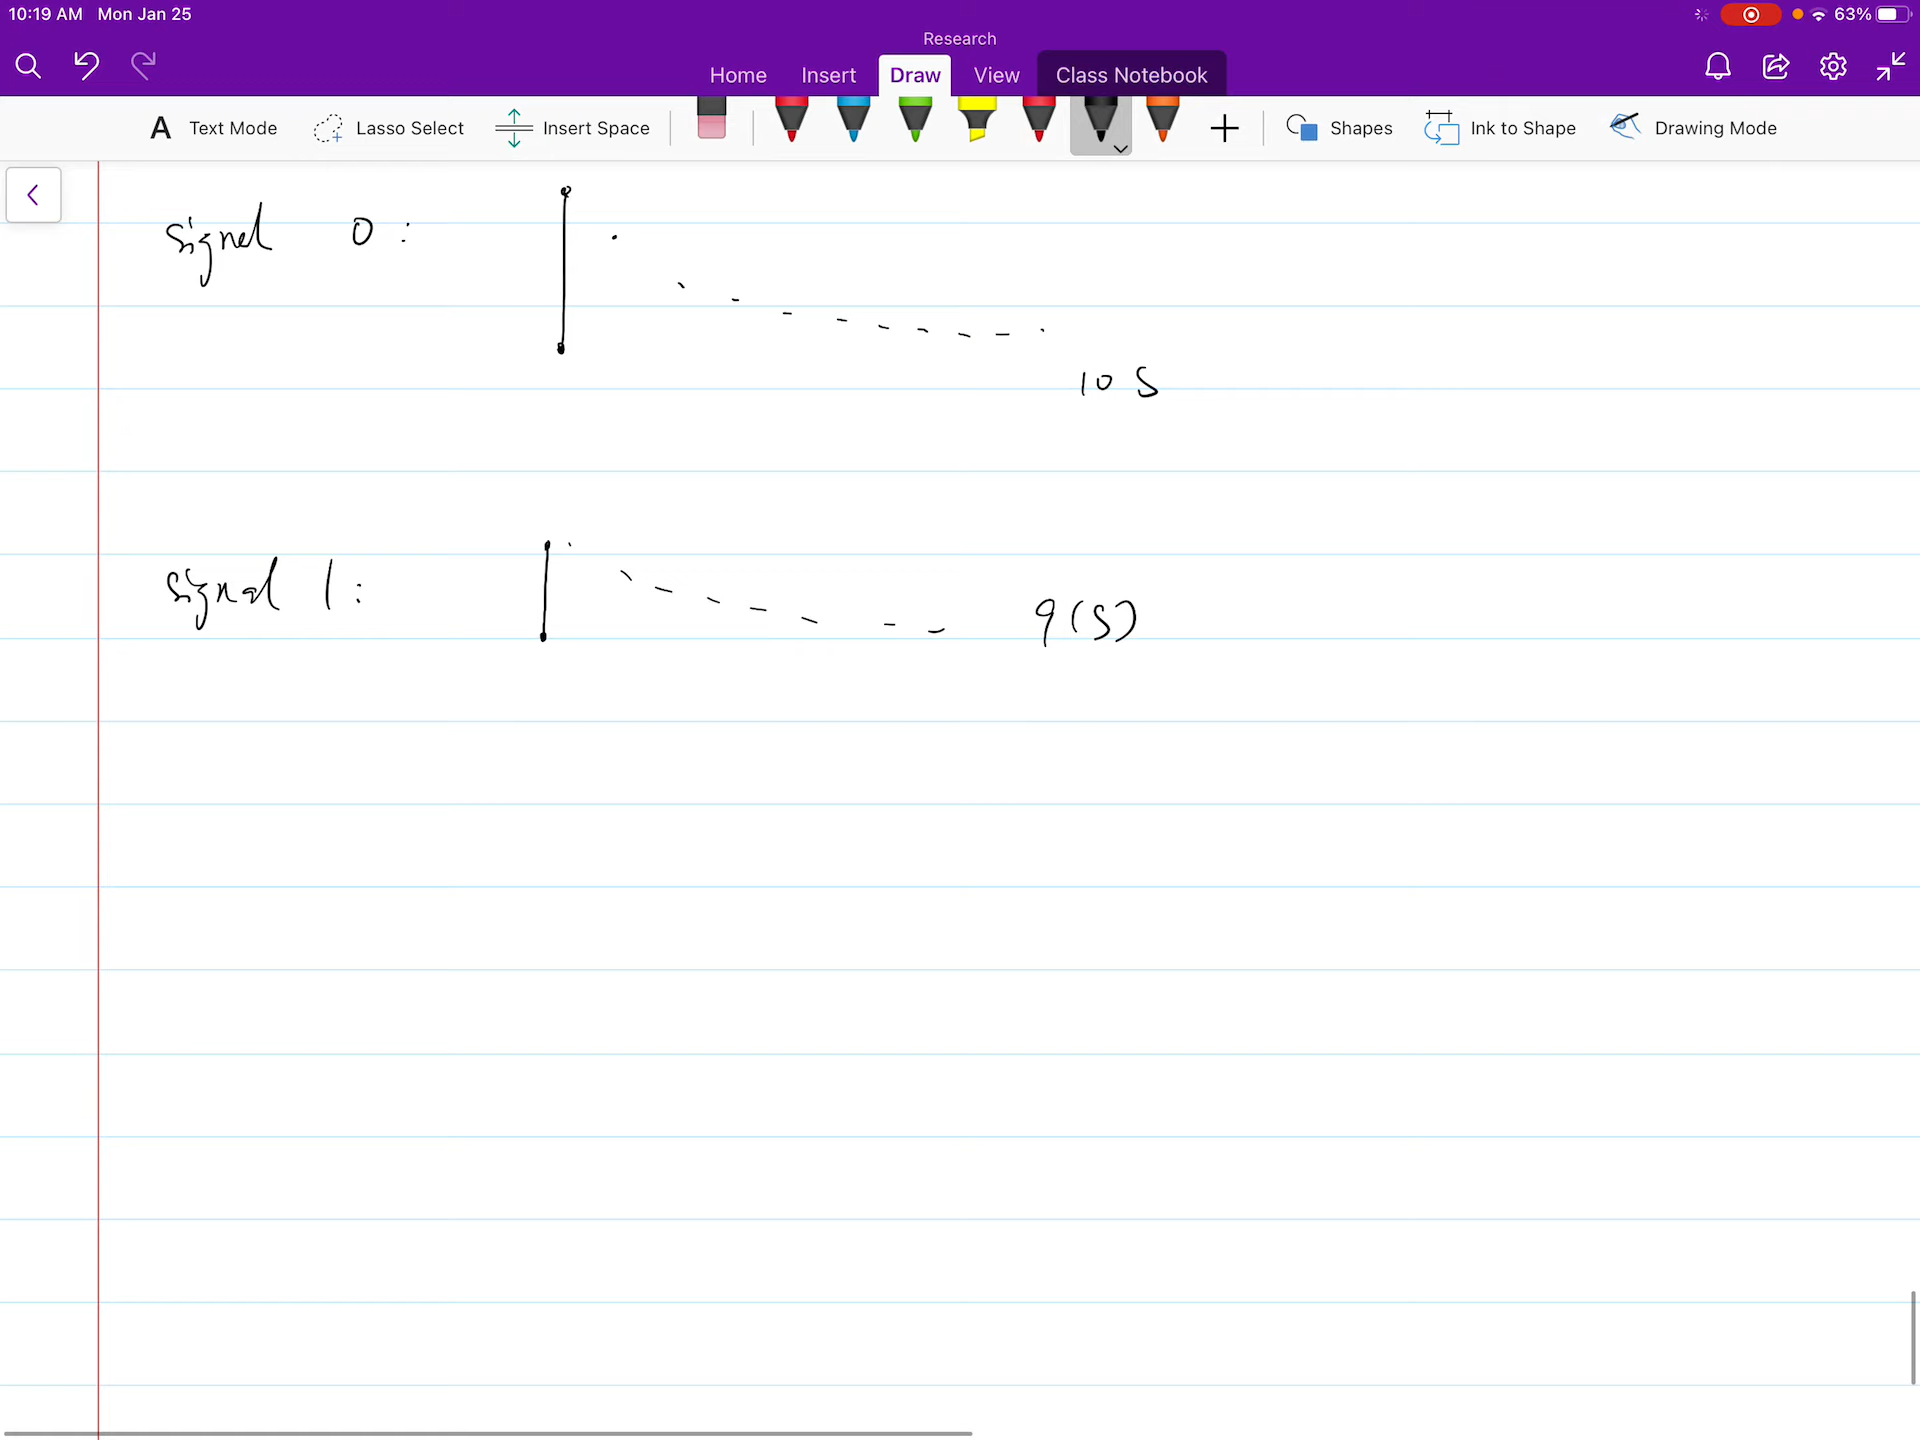 10:19 AM Mon Jan 25
63%
Research
Home Insert Draw View Class Notebook
A Text Mode Lasso Select Insert Space Shapes Ink to Shape Drawing Mode
signal 0:
10 S
signal 1:
9(S)